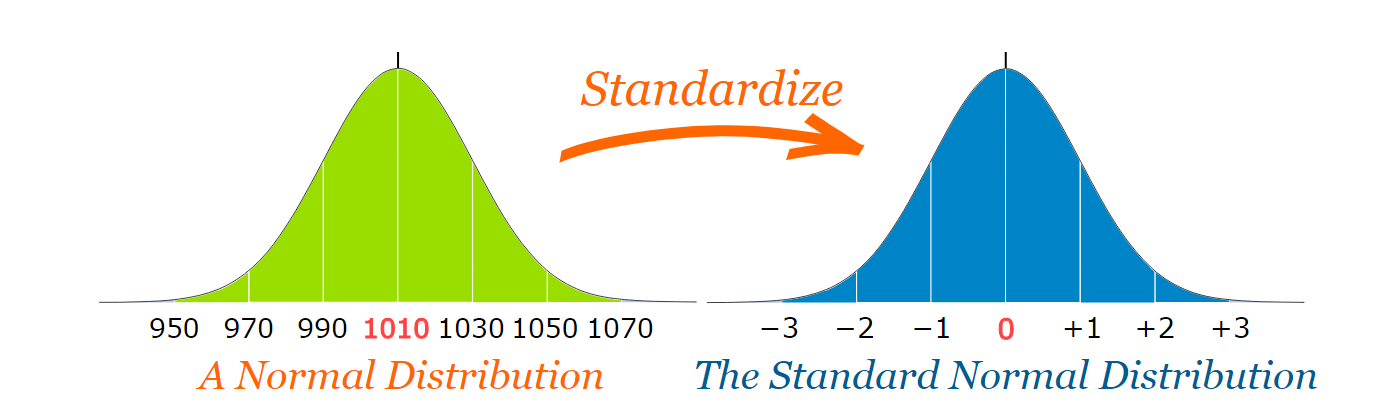 Standardize
950 970 990 1010 1030 1050 1070
−3 −2 −1 0 +1 +2 +3
A Normal Distribution
The Standard Normal Distribution